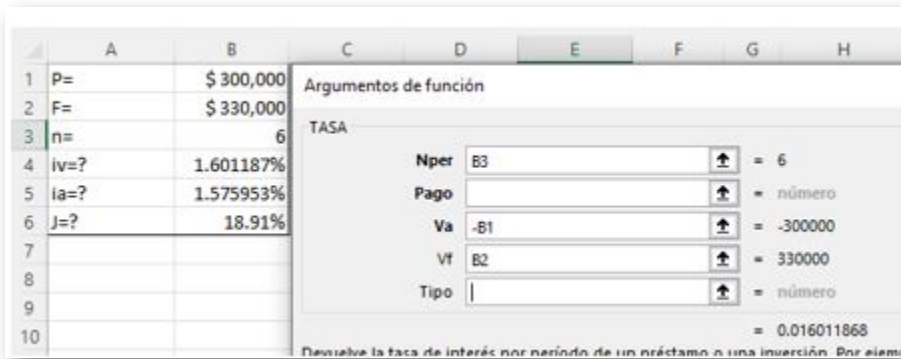 A B C D E F G H
1 P= $ 300,000
2 F= $ 330,000
3 n= 6
4 iv=? 1.601187%
5 ia=? 1.575953%
6 J=? 18.91%
7
8
9
10
Argumentos de función
TASA
Nper B3 = 6
Pago = número
Va -B1 = -300000
Vf B2 = 330000
Tipo = número
= 0.016011868
Devuelve la tasa de interés por período de un préstamo o una inversión. Por ejem